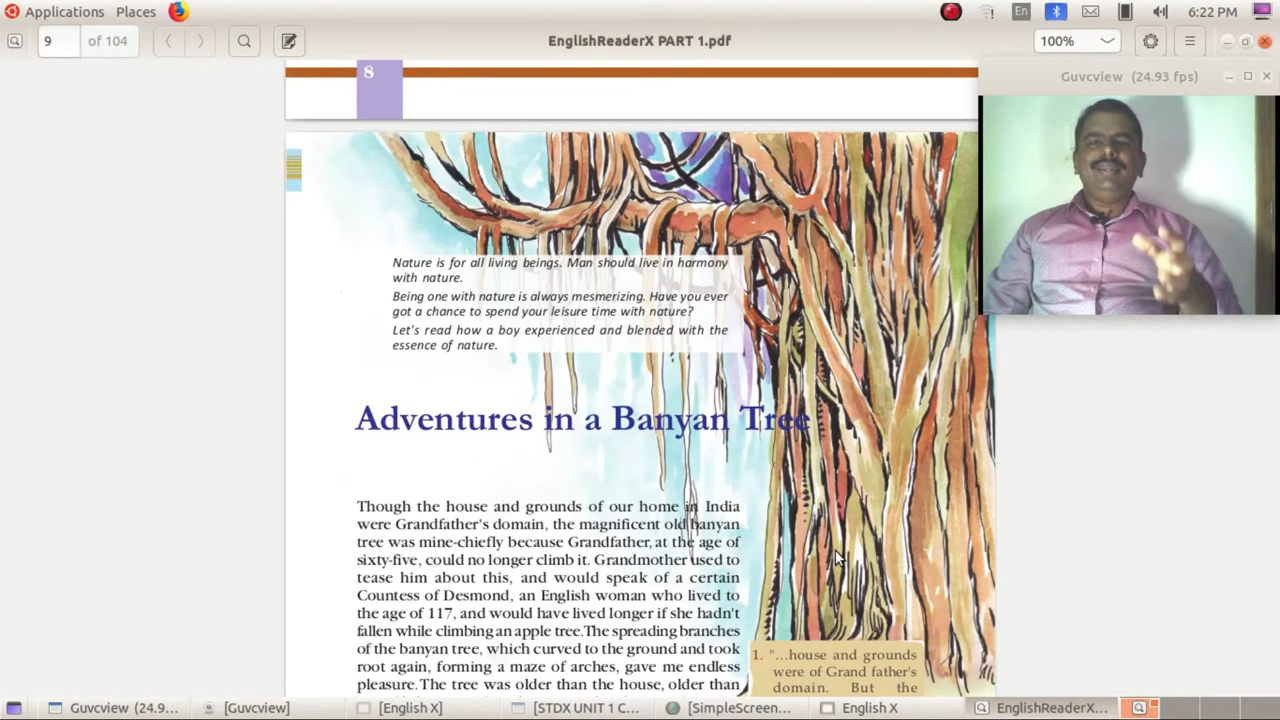 Applications Places En 6:22 PM
9 of 104 EnglishReaderX PART 1.pdf 100%
8
Guvcview (24.93 fps)
Nature is for all living beings. Man should live in harmony
with nature.
Being one with nature is always mesmerizing. Have you ever
got a chance to spend your leisure time with nature?
Let's read how a boy experienced and blended with the
essence of nature.
Adventures in a Banyan Tree
Though the house and grounds of our home in India
were Grandfather's domain, the magnificent old banyan
tree was mine-chiefly because Grandfather, at the age of
sixty-five, could no longer climb it. Grandmother used to
tease him about this, and would speak of a certain
Countess of Desmond, an English woman who lived to
the age of 117, and would have lived longer if she hadn't
fallen while climbing an apple tree.The spreading branches
of the banyan tree, which curved to the ground and took
root again, forming a maze of arches, gave me endless
pleasure.The tree was older than the house, older than
1. "...house and grounds
were of Grand father's
domain. But the
Guvcview (24.9... [Guvcview] [English X] [STDX UNIT 1 C... [SimpleScreen... English X EnglishReaderX...